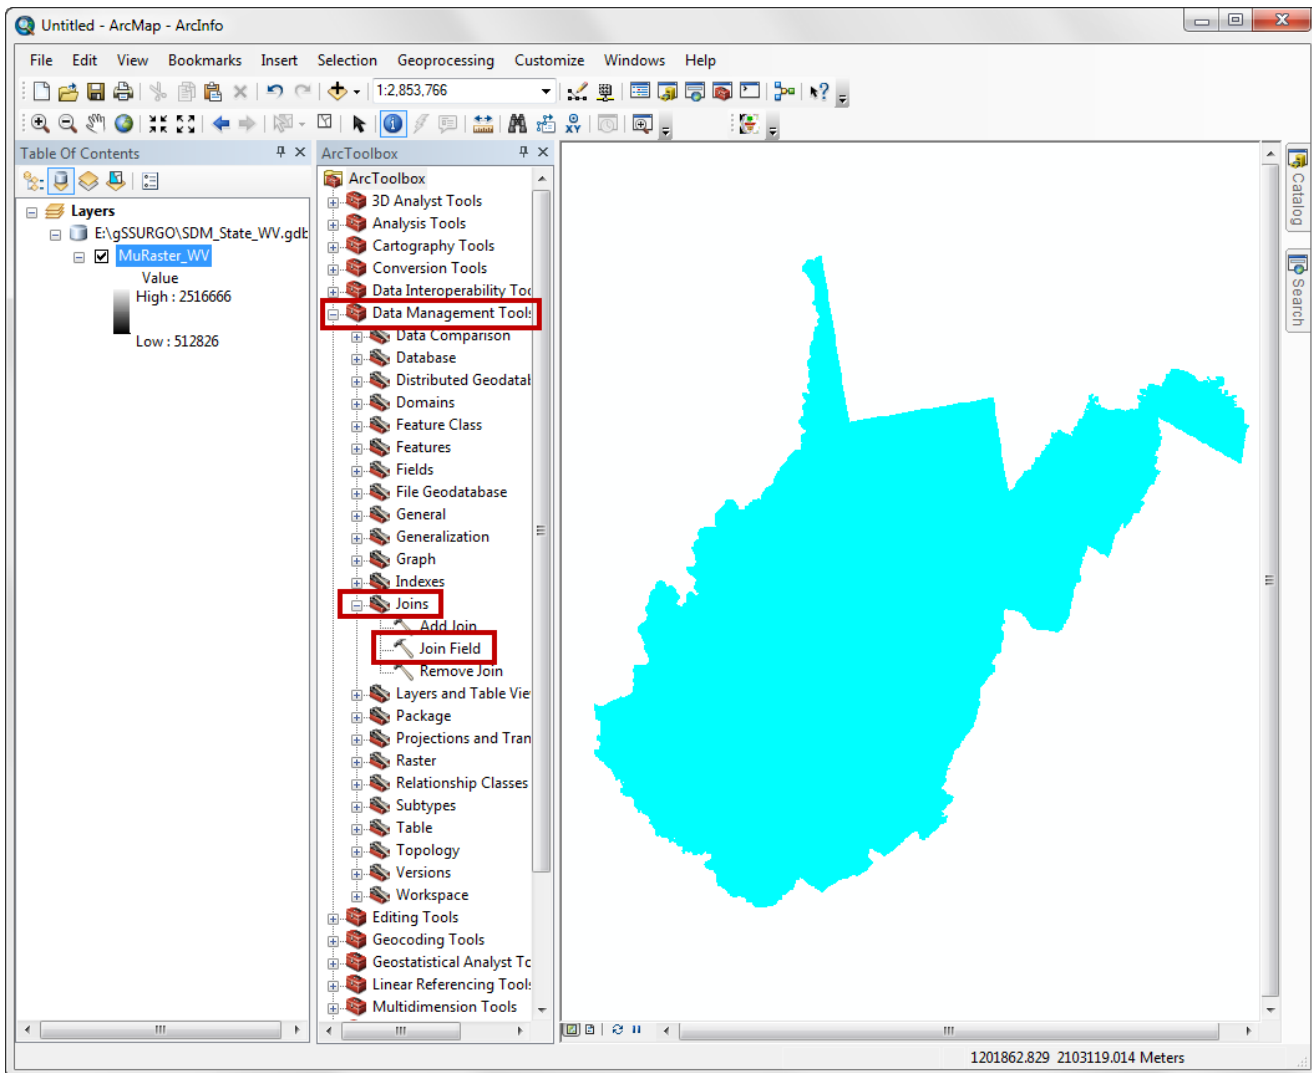 Untitled - ArcMap - ArcInfo
File Edit View Bookmarks Insert Selection Geoprocessing Customize Windows Help
1:2,853,766
Table Of Contents
Layers
E:\gSSURGO\SDM_State_WV.gdb
MuRaster_WV
Value
High : 2516666
Low : 512826
ArcToolbox
ArcToolbox
3D Analyst Tools
Analysis Tools
Cartography Tools
Conversion Tools
Data Interoperability Too
Data Management Tools
Data Comparison
Database
Distributed Geodatab
Domains
Feature Class
Features
Fields
File Geodatabase
General
Generalization
Graph
Indexes
Joins
Add Join
Join Field
Remove Join
Layers and Table Vie
Package
Projections and Tran
Raster
Relationship Classes
Subtypes
Table
Topology
Versions
Workspace
Editing Tools
Geocoding Tools
Geostatistical Analyst To
Linear Referencing Tools
Multidimension Tools
Catalog
Search
1201862.829 2103119.014 Meters